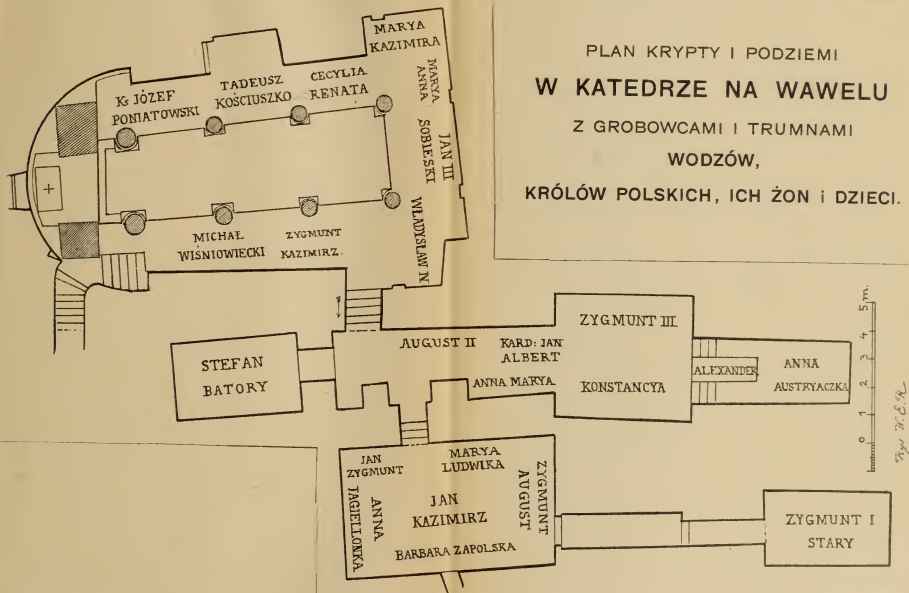 PLAN KRYPTY I PODZIEMI
W KATEDRZE NA WAWELU
Z GROBOWCAMI I TRUMNAMI
WODZÓW,
KRÓLÓW POLSKICH, ICH ŻON i DZIECI.
MARYA
KAZIMIRA
CECYLIA
RENATA
TADEUSZ
KOŚCIUSZKO
Ks JÓZEF
PONIATOWSKI
MARYA
ANNA
JAN III
SOBIESKI
WŁADYSŁAW IV.
MICHAŁ
WIŚNIOWIECKI
ZYGMUNT
KAZIMIRZ.
STEFAN
BATORY
AUGUST II
KARD: JAN
ALBERT
ANNA MARYA
ZYGMUNT III
KONSTANCYA
ALEXANDER
ANNA
AUSTRYACZKA
JAN
ZYGMUNT
MARYA
LUDWIKA
ZYGMUNT
AUGUST
ANNA
JAGIELLONKA
JAN
KAZIMIRZ
BARBARA ZAPOLSKA
ZYGMUNT I
STARY
5 m.
4
3
2
1
0